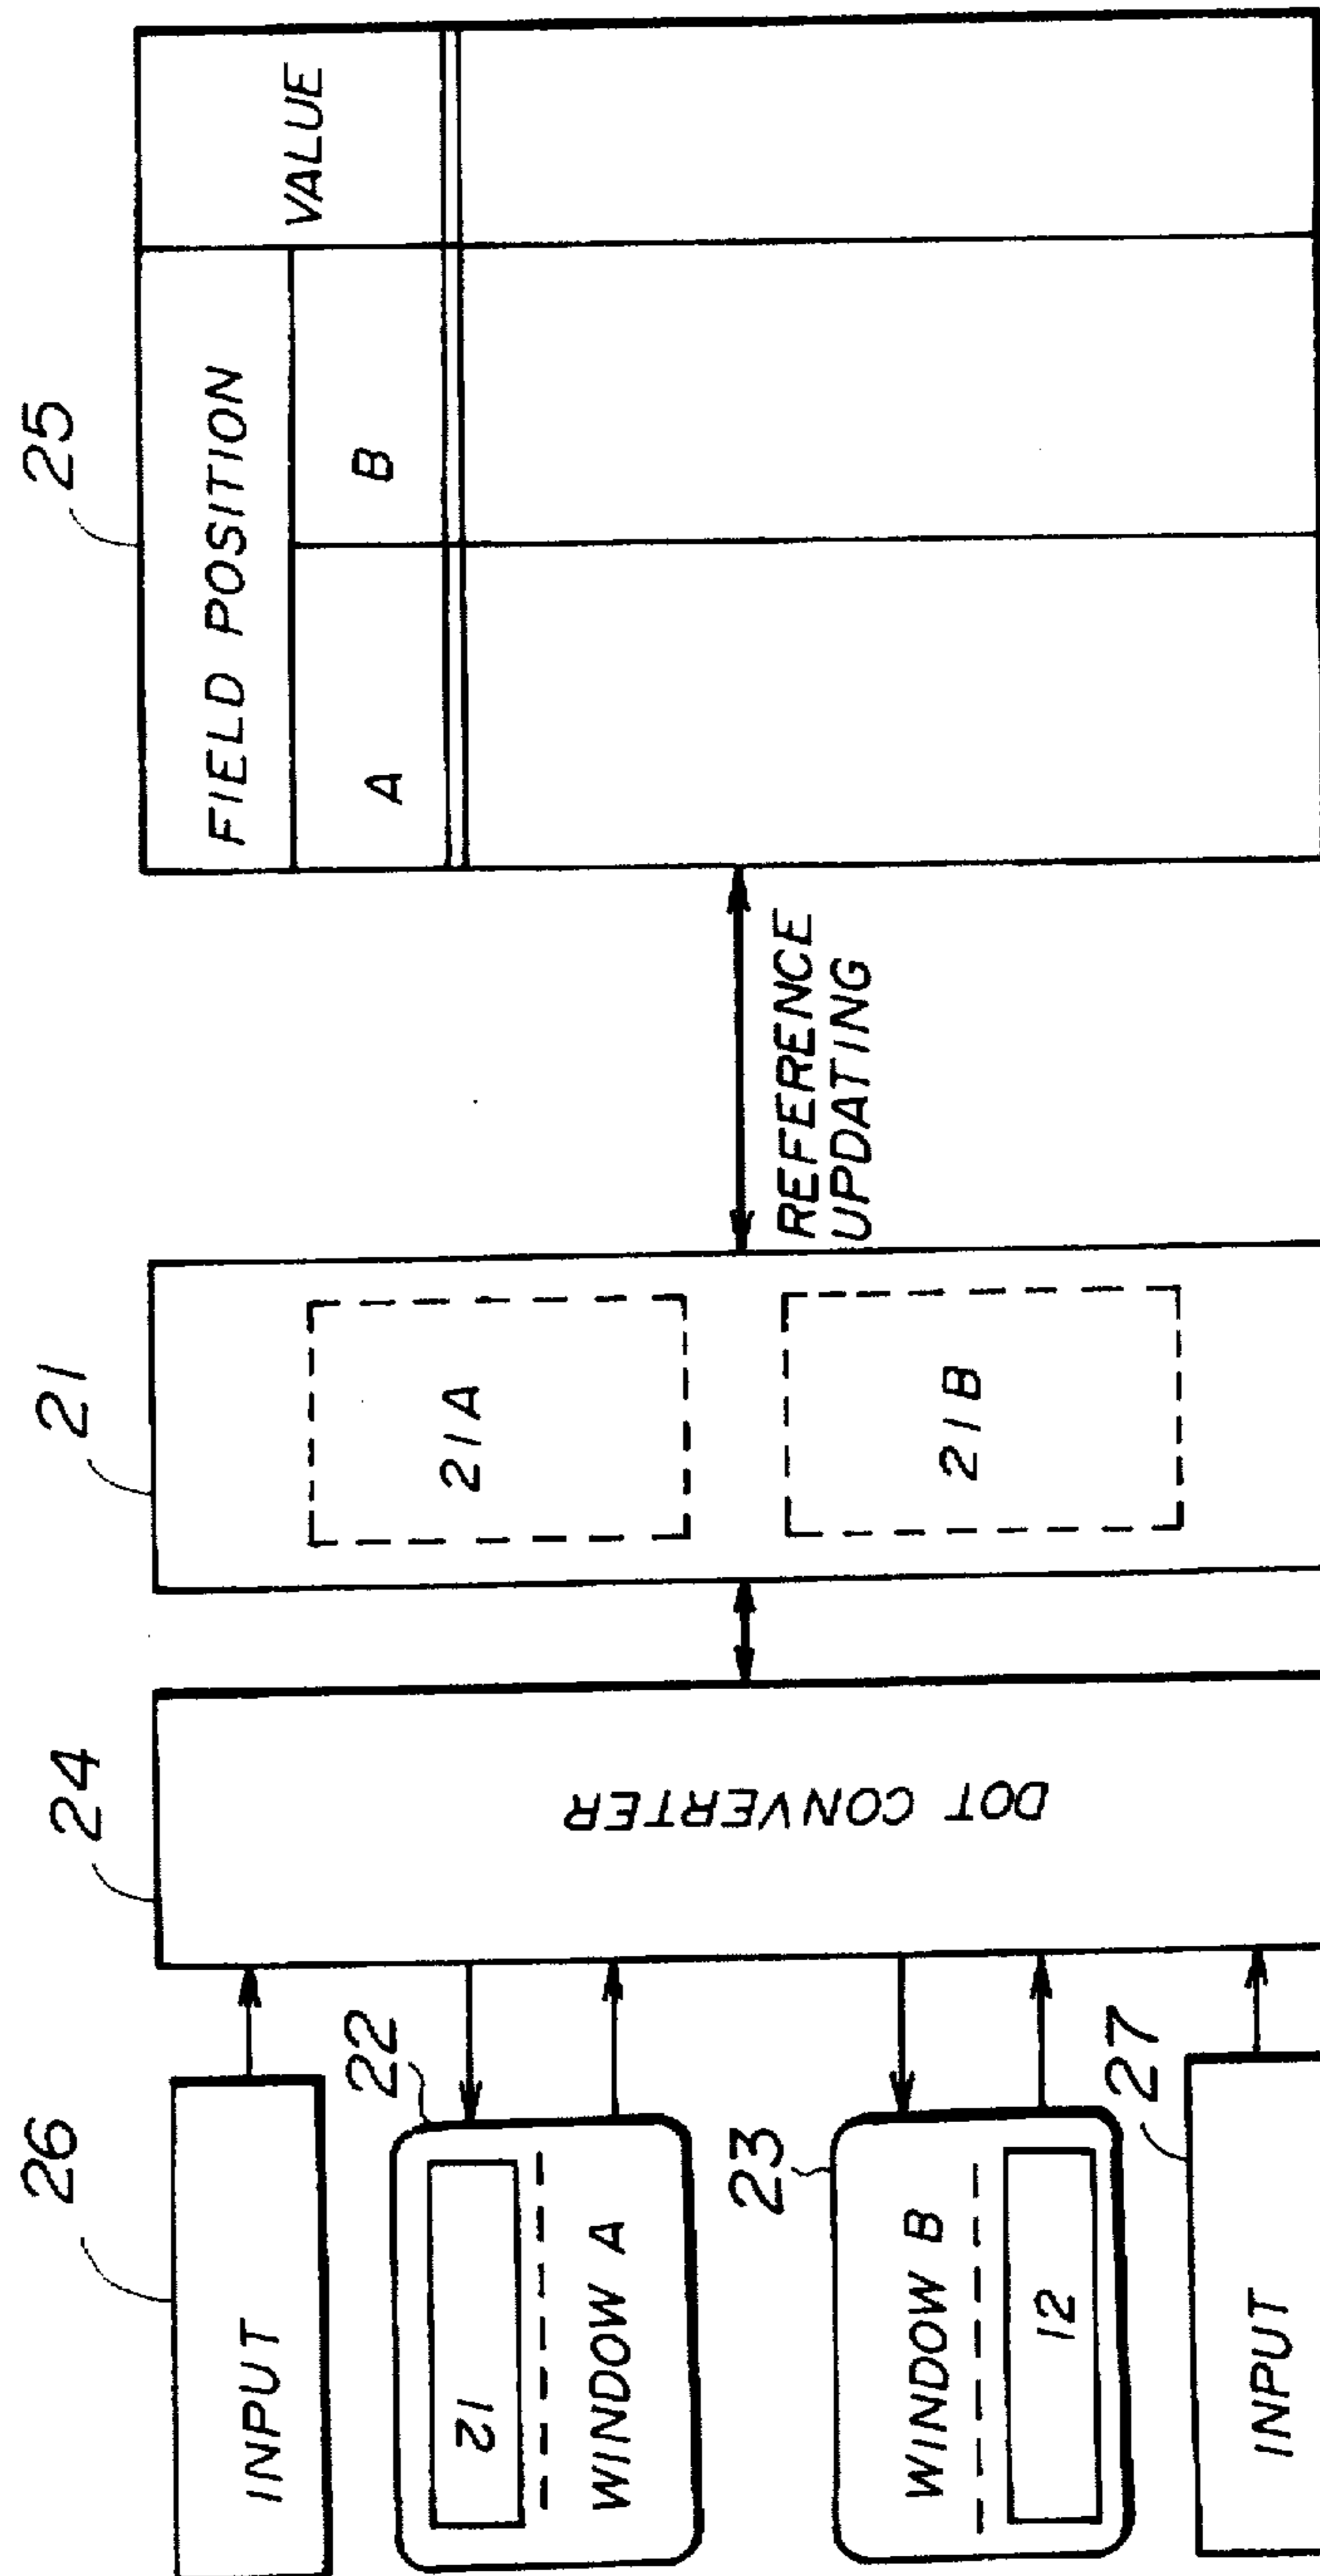 26
INPUT
22
12
WINDOW A
23
WINDOW B
12
27
INPUT
24
DOT CONVERTER
21
21A
21B
REFERENCE
UPDATING
25
FIELD POSITION
VALUE
A
B